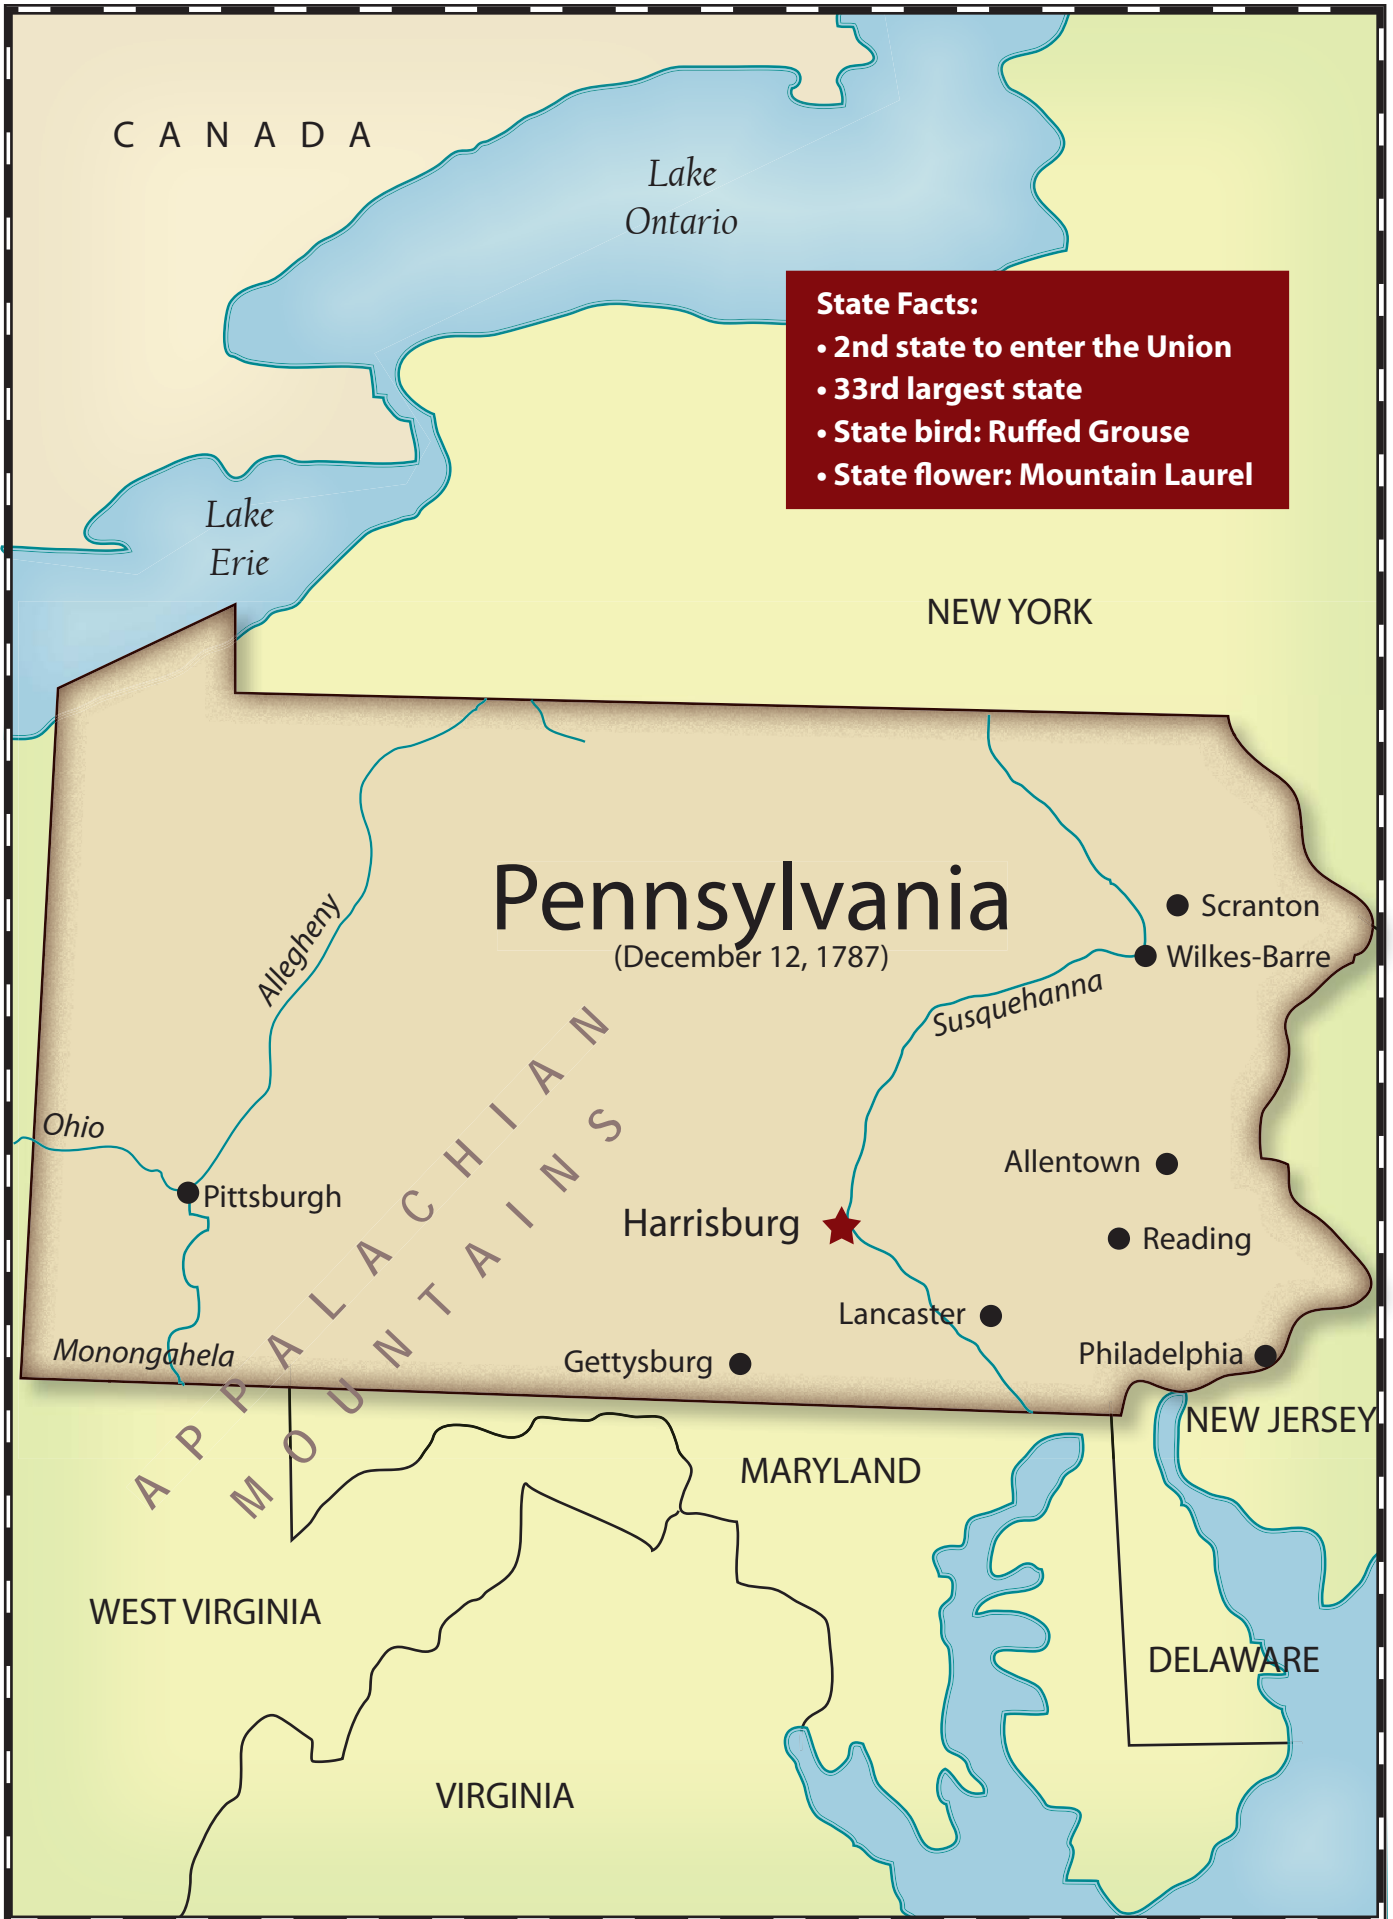 CANADA
Lake
Ontario
State Facts:
• 2nd state to enter the Union
• 33rd largest state
• State bird: Ruffed Grouse
• State flower: Mountain Laurel
Lake
Erie
NEW YORK
Pennsylvania
(December 12, 1787)
Scranton
Wilkes-Barre
Allegheny
Susquehanna
APPALACHIAN
MOUNTAINS
Ohio
Pittsburgh
Allentown
Harrisburg
Reading
Lancaster
Monongahela
Gettysburg
Philadelphia
NEW JERSEY
MARYLAND
WEST VIRGINIA
DELAWARE
VIRGINIA